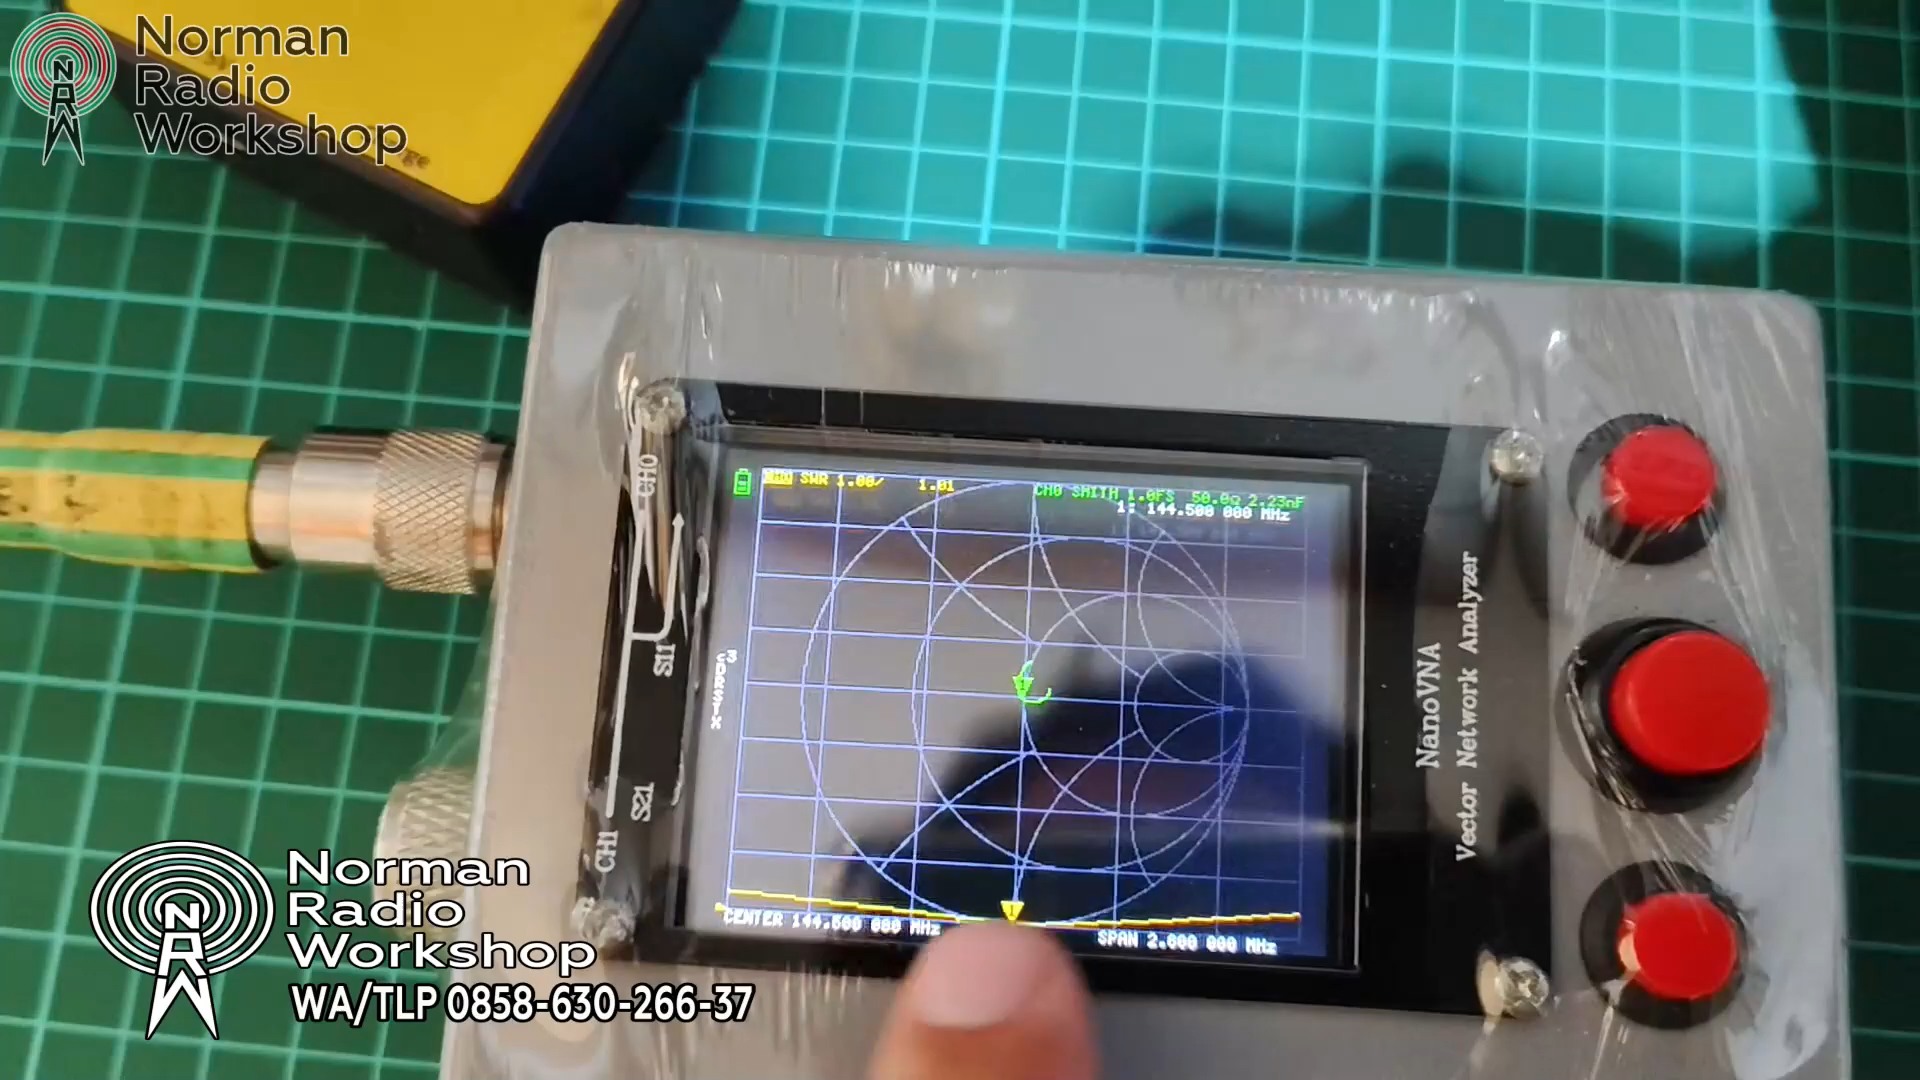 Norman
Radio
Workshop
SWR 1.00/ 1.01
CH0 SMITH 1.0FS 50.0Ω 2.23nF
1: 144.500 000 MHz
CH0
S11
S21
CH1
CENTER 144.500 000 MHz
SPAN 2.000 000 MHz
NanoVNA
Vector Network Analyzer
Norman
Radio
Workshop
WA/TLP 0858-630-266-37